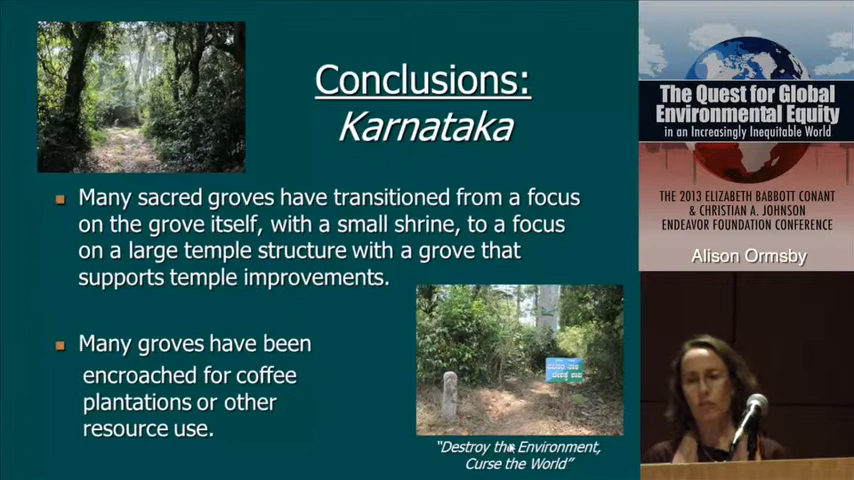 Conclusions:
Karnataka
Many sacred groves have transitioned from a focus
on the grove itself, with a small shrine, to a focus
on a large temple structure with a grove that
supports temple improvements.
Many groves have been
encroached for coffee
plantations or other
resource use.
"Destroy the Environment,
Curse the World"
The Quest for Global
Environmental Equity
in an Increasingly Inequitable World
THE 2013 ELIZABETH BABBOTT CONANT
& CHRISTIAN A. JOHNSON
ENDEAVOR FOUNDATION CONFERENCE
Alison Ormsby